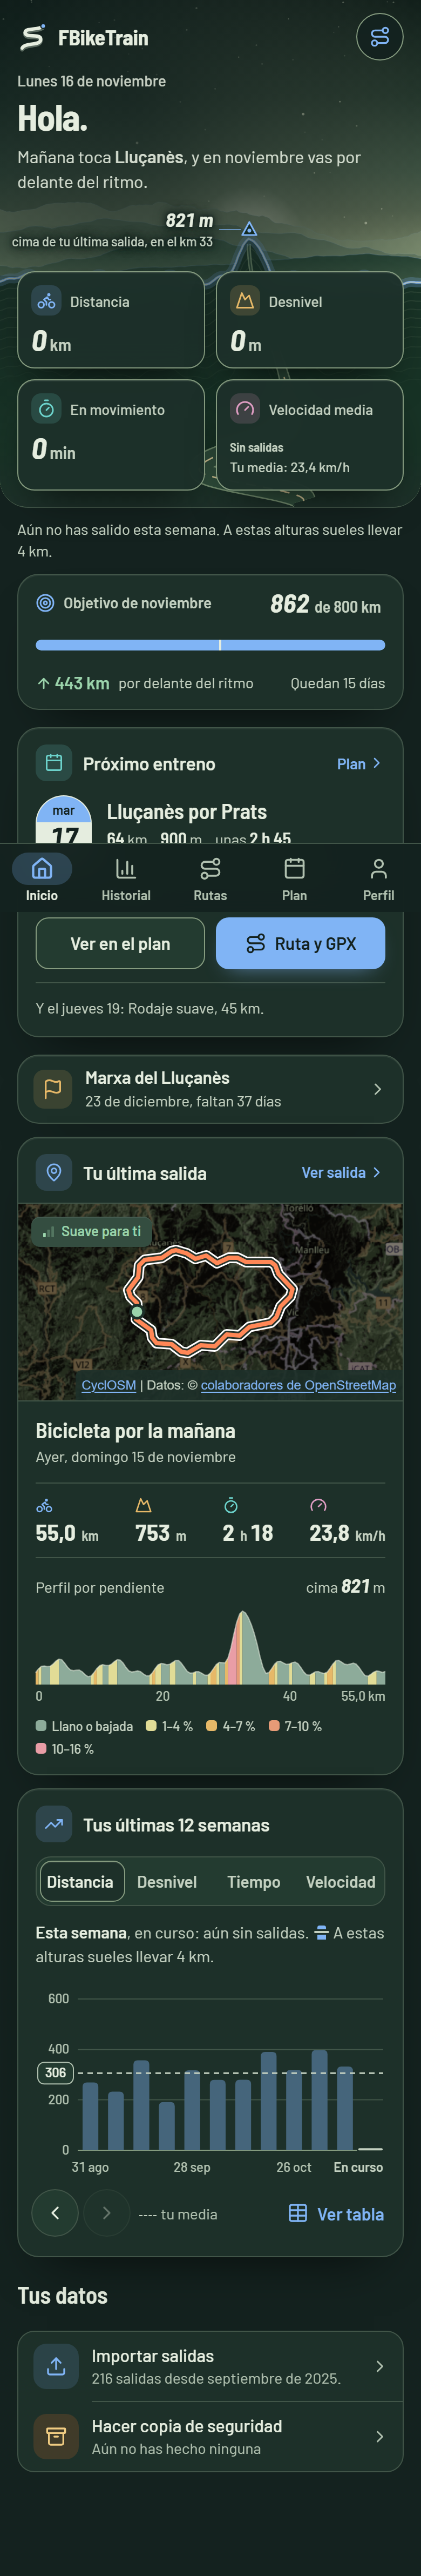 FBikeTrain
Lunes 16 de noviembre
Hola.
Mañana toca Lluçanès, y en noviembre vas por
delante del ritmo.
821 m
cima de tu última salida, en el km 33
Distancia
0 km
Desnivel
0 m
En movimiento
0 min
Velocidad media
Sin salidas
Tu media: 23,4 km/h
Aún no has salido esta semana. A estas alturas sueles llevar
4 km.
Objetivo de noviembre
862 de 800 km
↑ 443 km por delante del ritmo
Quedan 15 días
Próximo entreno
Plan
mar
17
Lluçanès por Prats
64 km 900 m unas 2 h 45
Inicio
Historial
Rutas
Plan
Perfil
Ver en el plan
Ruta y GPX
Y el jueves 19: Rodaje suave, 45 km.
Marxa del Lluçanès
23 de diciembre, faltan 37 días
Tu última salida
Ver salida
Torelló
Suave para ti
Manlleu
CyclOSM | Datos: © colaboradores de OpenStreetMap
Bicicleta por la mañana
Ayer, domingo 15 de noviembre
55,0 km
753 m
2 h 18
23,8 km/h
Perfil por pendiente
cima 821 m
0
20
40
55,0 km
Llano o bajada
1–4 %
4–7 %
7–10 %
10–16 %
Tus últimas 12 semanas
Distancia
Desnivel
Tiempo
Velocidad
Esta semana, en curso: aún sin salidas. A estas
alturas sueles llevar 4 km.
600
400
306
200
0
31 ago
28 sep
26 oct
En curso
---- tu media
Ver tabla
Tus datos
Importar salidas
216 salidas desde septiembre de 2025.
Hacer copia de seguridad
Aún no has hecho ninguna